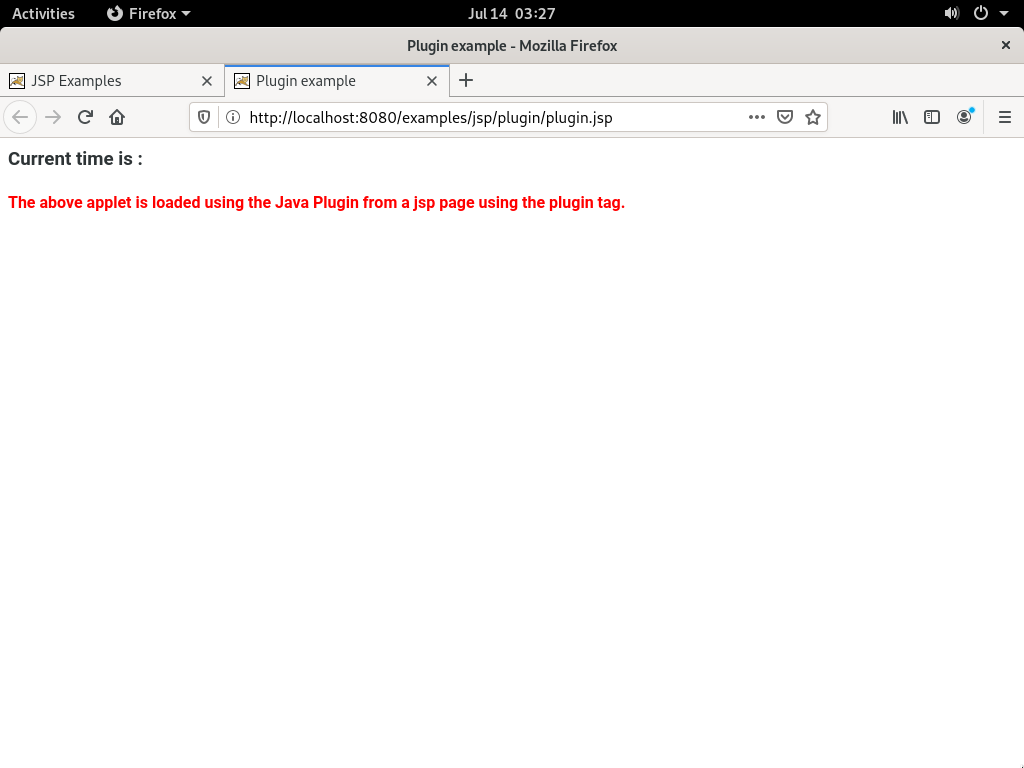 Activities
Firefox
Jul 14 03:27
Plugin example - Mozilla Firefox
JSP Examples
Plugin example
http://localhost:8080/examples/jsp/plugin/plugin.jsp
Current time is :
The above applet is loaded using the Java Plugin from a jsp page using the plugin tag.